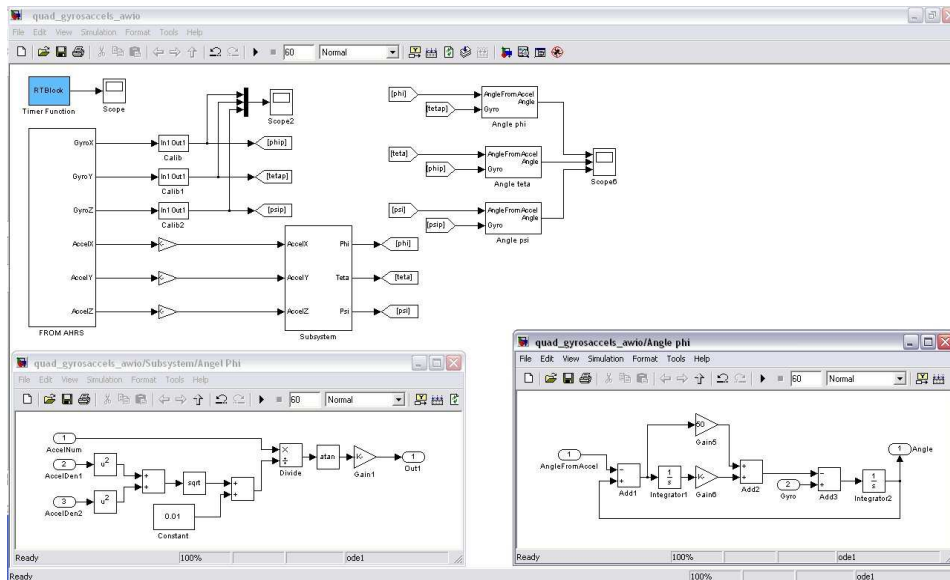 quad_gyrosaccels_awio
File Edit View Simulation Format Tools Help
60 Normal
RTBlock
Timer Function
Scope
Scope2
GyroX
In1 Out1
Calib
[phip]
GyroY
In1 Out1
Calib1
[tetap]
GyroZ
In1 Out1
Calib2
[psip]
AccelX
K-
AccelX
Phi
[phi]
AccelY
K-
AccelY
Teta
[teta]
AccelZ
K-
AccelZ
Psi
[psi]
FROM AHRS
Subsystem
[phi]
AngleFromAccel
Angle
[tetap]
Gyro
Angle phi
[teta]
AngleFromAccel
Angle
[phip]
Gyro
Angle teta
[psi]
AngleFromAccel
Angle
[psip]
Gyro
Angle psi
Scope6
quad_gyrosaccels_awio/Subsystem/Angel Phi
File Edit View Simulation Format Tools Help
60 Normal
1
AccelNum
2
AccelDen1
u²
3
AccelDen2
u²
+
+
sqrt
0.01
Constant
+
+
×
÷
Divide
atan
K-
Gain1
1
Out1
Ready 100% ode1
quad_gyrosaccels_awio/Angle phi
File Edit View Simulation Format Tools Help
60 Normal
1
AngleFromAccel
−
+
Add1
1
s
Integrator1
60
Gain5
K-
Gain6
+
+
Add2
2
Gyro
−
+
Add3
1
s
Integrator2
1
Angle
Ready 100% ode1
Ready 100% ode1